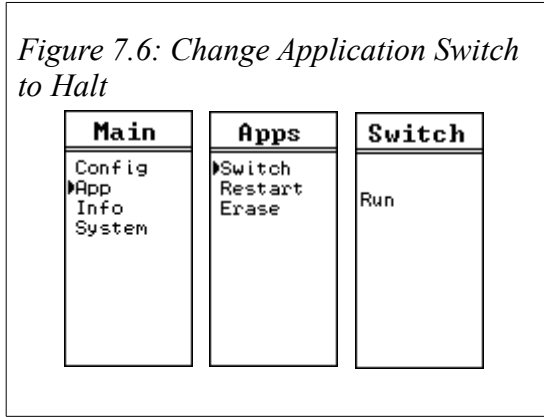 Figure 7.6: Change Application Switch
to Halt
Main
Config
App
Info
System
Apps
Switch
Restart
Erase
Switch
Run